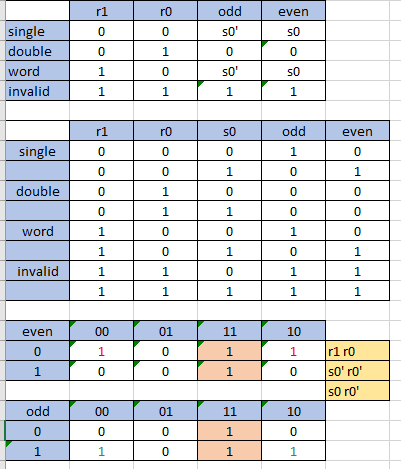 r1 r0 odd even
single 0 0 s0' s0
double 0 1 0 0
word 1 0 s0' s0
invalid 1 1 1 1
r1 r0 s0 odd even
single 0 0 0 1 0
0 0 1 0 1
double 0 1 0 0 0
0 1 1 0 0
word 1 0 0 1 0
1 0 1 0 1
invalid 1 1 0 1 1
1 1 1 1 1
even 00 01 11 10
0 1 0 1 1 r1 r0
1 0 0 1 0 s0' r0'
s0 r0'
odd 00 01 11 10
0 0 0 1 0
1 1 0 1 1